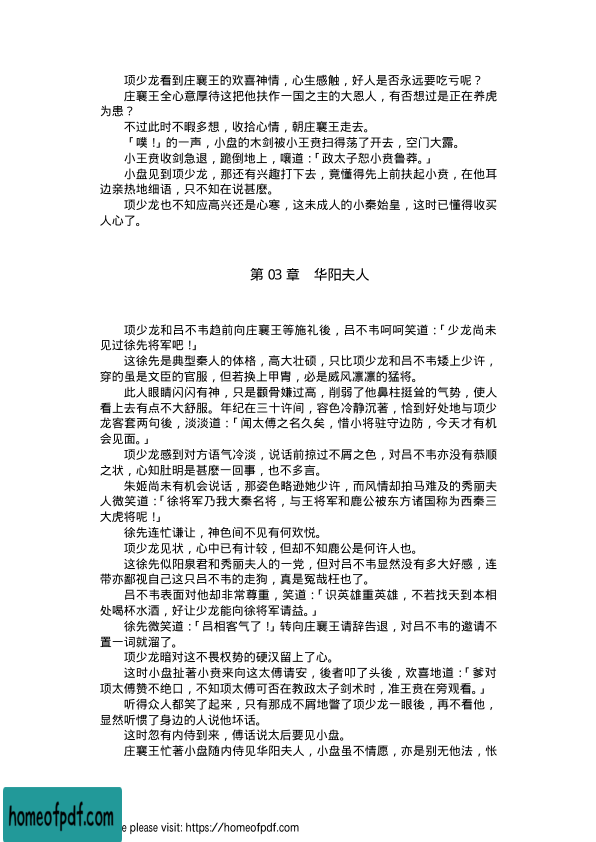 项少龙看到庄襄王的欢喜神情，心生感触，好人是否永远要吃亏呢？
庄襄王全心意厚待这把他扶作一国之主的大恩人，有否想过是正在养虎
为患？
不过此时不暇多想，收拾心情，朝庄襄王走去。
「噗！」的一声，小盘的木剑被小王贲扫得荡了开去，空门大露。
小王贲收剑急退，跪倒地上，嚷道：「政太子恕小贲鲁莽。」
小盘见到项少龙，那还有兴趣打下去，竟懂得先上前扶起小贲，在他耳
边亲热地细语，只不知在说甚麽。
项少龙也不知应高兴还是心寒，这未成人的小秦始皇，这时已懂得收买
人心了。
第 03 章　华阳夫人
项少龙和吕不韦趋前向庄襄王等施礼後，吕不韦呵呵笑道：「少龙尚未
见过徐先将军吧！」
这徐先是典型秦人的体格，高大壮硕，只比项少龙和吕不韦矮上少许，
穿的虽是文臣的官服，但若换上甲胄，必是威风凛凛的猛将。
此人眼睛闪闪有神，只是颧骨嫌过高，削弱了他鼻柱挺耸的气势，使人
看上去有点不大舒服。年纪在三十许间，容色冷静沉著，恰到好处地与项少
龙客套两句後，淡淡道：「闻太傅之名久矣，惜小将驻守边防，今天才有机
会见面。」
项少龙感到对方语气冷淡，说话前掠过不屑之色，对吕不韦亦没有恭顺
之状，心知肚明是甚麽一回事，也不多言。
朱姬尚未有机会说话，那姿色略逊她少许，而风情却拍马难及的秀丽夫
人微笑道：「徐将军乃我大秦名将，与王将军和鹿公被东方诸国称为西秦三
大虎将呢！」
徐先连忙谦让，神色间不见有何欢悦。
项少龙见状，心中已有计较，但却不知鹿公是何许人也。
这徐先似阳泉君和秀丽夫人的一党，但对吕不韦显然没有多大好感，连
带亦鄙视自己这只吕不韦的走狗，真是冤哉枉也了。
吕不韦表面对他却非常尊重，笑道：「识英雄重英雄，不若找天到本相
处喝杯水酒，好让少龙能向徐将军请益。」
徐先微笑道：「吕相客气了！」转向庄襄王请辞告退，对吕不韦的邀请不
置一词就溜了。
项少龙暗对这不畏权势的硬汉留上了心。
这时小盘扯著小贲来向这太傅请安，後者叩了头後，欢喜地道：「爹对
项太傅赞不绝口，不知项太傅可否在教政太子剑术时，准王贲在旁观看。」
听得众人都笑了起来，只有那成不屑地瞥了项少龙一眼後，再不看他，
显然听惯了身边的人说他坏话。
这时忽有内侍到来，傅话说太后要见小盘。
庄襄王忙著小盘随内侍见华阳夫人，小盘虽不情愿，亦是别无他法，怅
homeofpdf.com
e please visit: https://homeofpdf.com